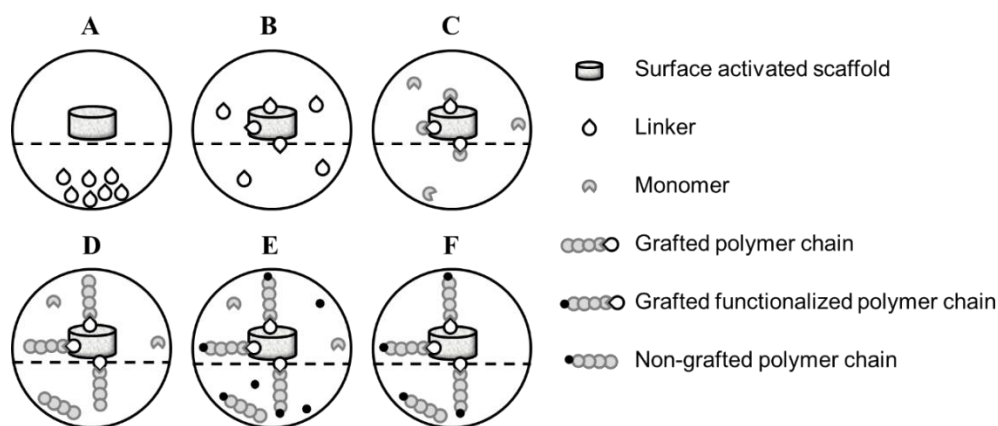 A
B
C
D
E
F
Surface activated scaffold
Linker
Monomer
Grafted polymer chain
Grafted functionalized polymer chain
Non-grafted polymer chain